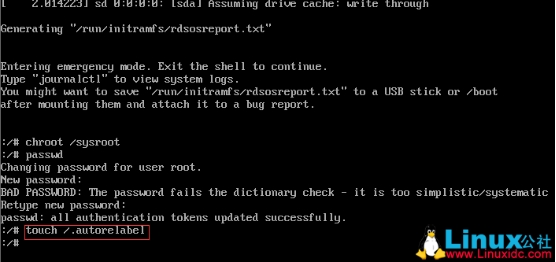 [    2.014223] sd 0:0:0:0: [sda] Assuming drive cache: write through
Generating "/run/initramfs/rdsosreport.txt"
Entering emergency mode. Exit the shell to continue.
Type "journalctl" to view system logs.
You might want to save "/run/initramfs/rdsosreport.txt" to a USB stick or /boot
after mounting them and attach it to a bug report.
:/# chroot /sysroot
:/# passwd
Changing password for user root.
New password:
BAD PASSWORD: The password fails the dictionary check - it is too simplistic/systematic
Retype new password:
passwd: all authentication tokens updated successfully.
:/# touch /.autorelabel
:/#
Linux公社
www.Linuxidc.com